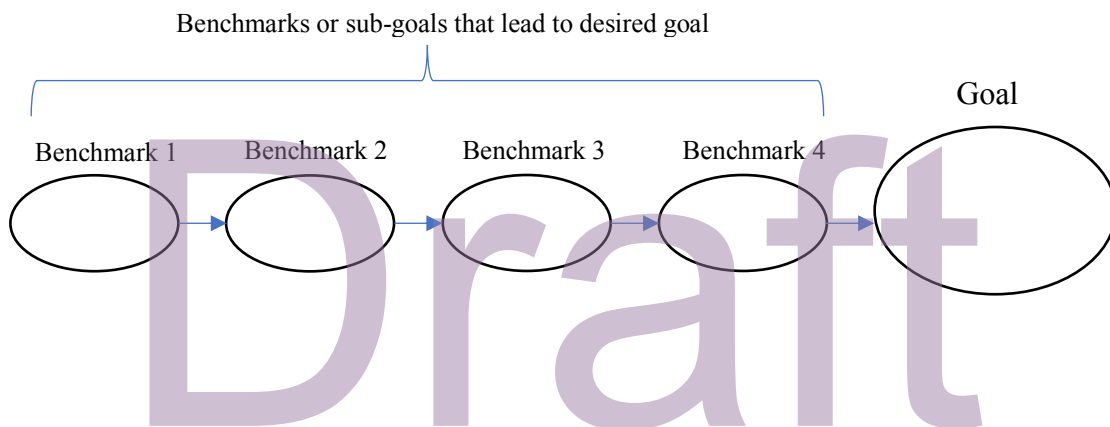 Benchmarks or sub-goals that lead to desired goal
Goal
Benchmark 1
Benchmark 2
Benchmark 3
Benchmark 4
Draft